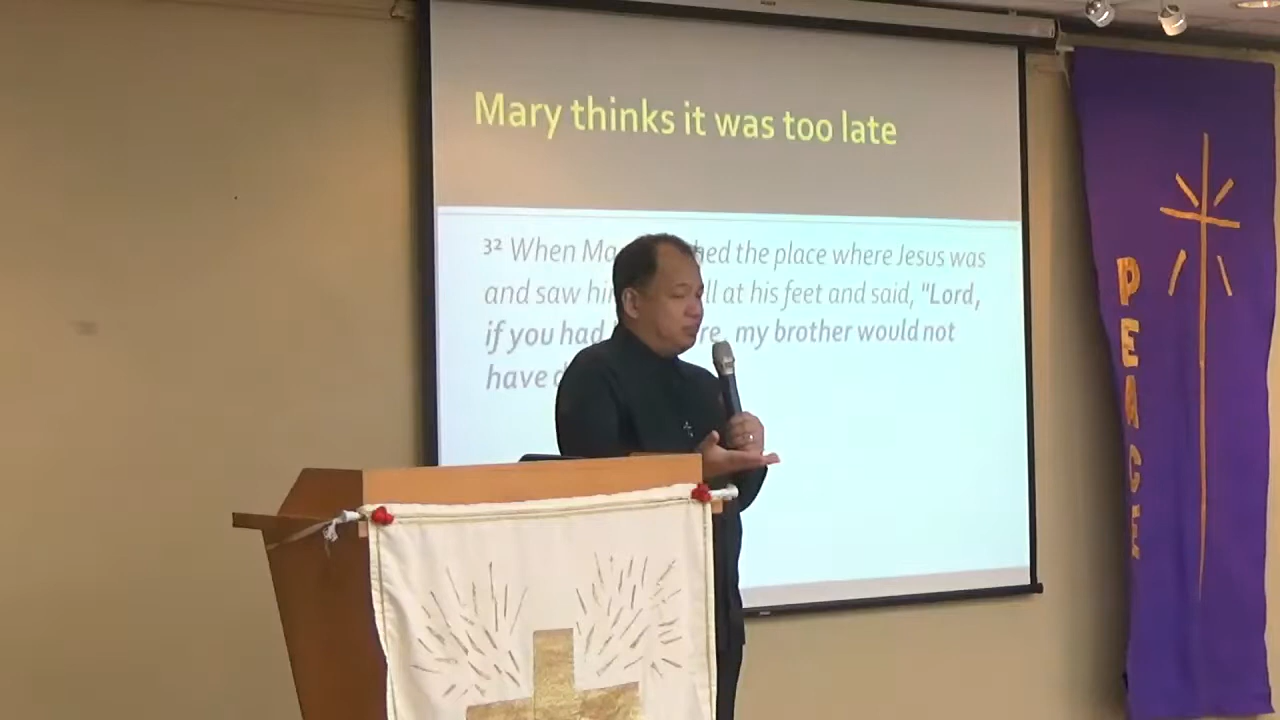 Mary thinks it was too late
32 When Ma hed the place where Jesus was
and saw hi ll at his feet and said, "Lord,
if you had re, my brother would not
have d
PEACE